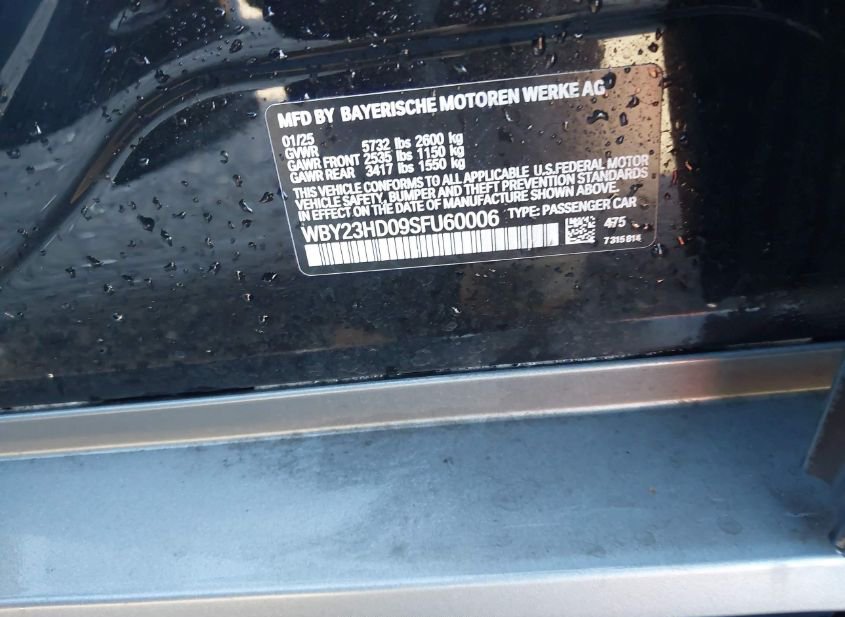 MFD BY BAYERISCHE MOTOREN WERKE AG
01/25
GVWR 5732 lbs 2600 kg
GAWR FRONT 2535 lbs 1150 kg
GAWR REAR 3417 lbs 1550 kg
THIS VEHICLE CONFORMS TO ALL APPLICABLE U.S.FEDERAL MOTOR
VEHICLE SAFETY, BUMPER AND THEFT PREVENTION STANDARDS
IN EFFECT ON THE DATE OF MANUFACTURE SHOWN ABOVE.
WBY23HD09SFU60006 TYPE: PASSENGER CAR
475
7315614